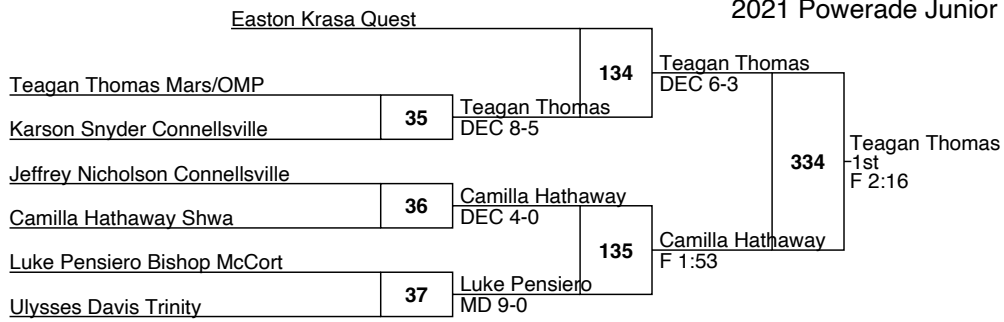 2021 Powerade Junior
Easton Krasa Quest
134
Teagan Thomas
DEC 6-3
Teagan Thomas Mars/OMP
35
Teagan Thomas
DEC 8-5
Karson Snyder Connellsville
334
Teagan Thomas
1st
F 2:16
Jeffrey Nicholson Connellsville
36
Camilla Hathaway
DEC 4-0
Camilla Hathaway Shwa
135
Camilla Hathaway
F 1:53
Luke Pensiero Bishop McCort
37
Luke Pensiero
MD 9-0
Ulysses Davis Trinity